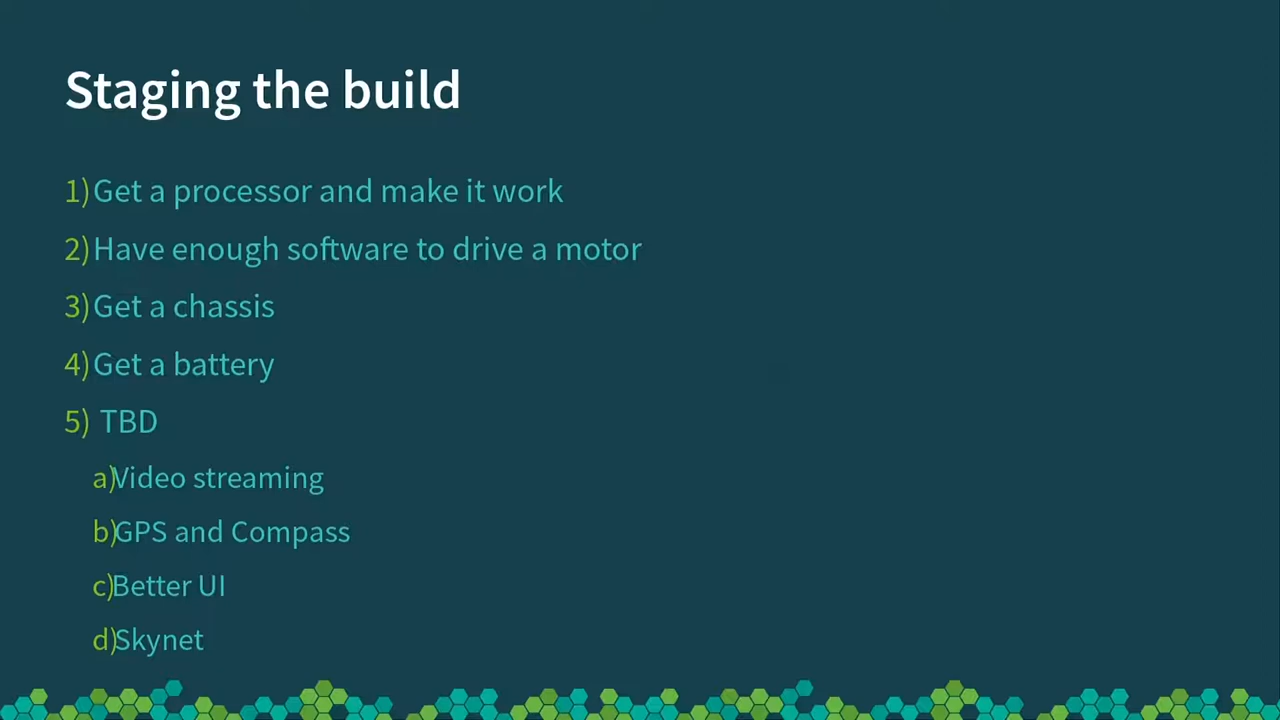 Staging the build
1) Get a processor and make it work
2) Have enough software to drive a motor
3) Get a chassis
4) Get a battery
5) TBD
a) Video streaming
b) GPS and Compass
c) Better UI
d) Skynet